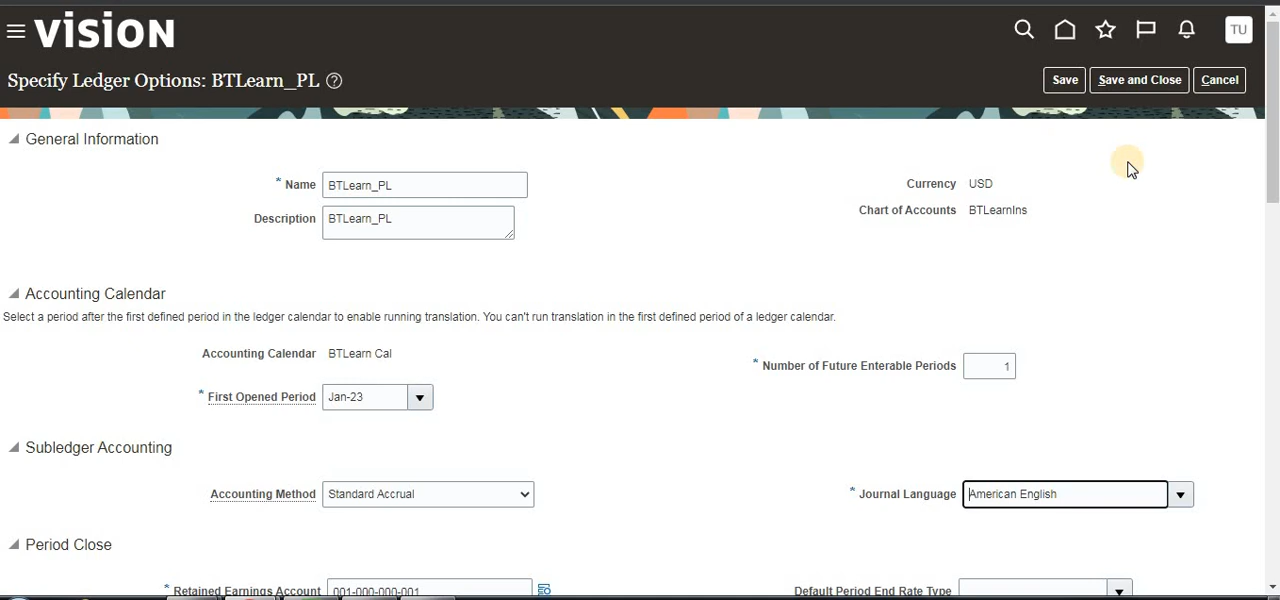 VISION
TU
Specify Ledger Options: BTLearn_PL ?
Save
Save and Close
Cancel
General Information
* Name BTLearn_PL
Currency USD
Description BTLearn_PL
Chart of Accounts BTLearnIns
Accounting Calendar
Select a period after the first defined period in the ledger calendar to enable running translation. You can't run translation in the first defined period of a ledger calendar.
Accounting Calendar BTLearn Cal
* Number of Future Enterable Periods 1
* First Opened Period Jan-23
Subledger Accounting
Accounting Method Standard Accrual
* Journal Language American English
Period Close
* Retained Earnings Account 001-000-000-001
Default Period End Rate Type